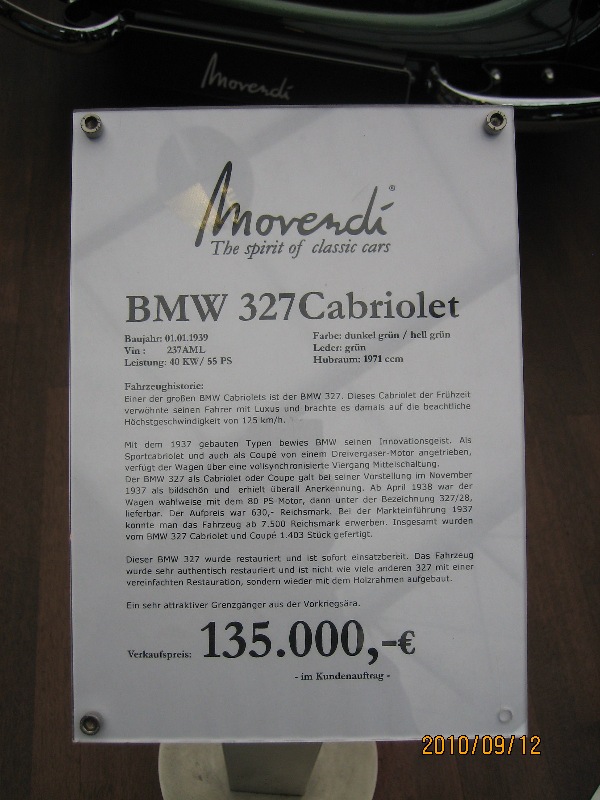 Movendi
Movendi®
The spirit of classic cars
BMW 327Cabriolet
Baujahr: 01.01.1939
Vin : 237AML
Leistung: 40 KW/ 55 PS
Farbe: dunkel grün / hell grün
Leder: grün
Hubraum: 1971 ccm
Fahrzeughistorie:
Einer der großen BMW Cabriolets ist der BMW 327. Dieses Cabriolet der Frühzeit
verwöhnte seinen Fahrer mit Luxus und brachte es damals auf die beachtliche
Höchstgeschwindigkeit von 125 km/h.
Mit dem 1937 gebauten Typen bewies BMW seinen Innovationsgeist. Als
Sportcabriolet und auch als Coupé von einem Dreivergaser-Motor angetrieben,
verfügt der Wagen über eine vollsynchronisierte Viergang Mittelschaltung.
Der BMW 327 als Cabriolet oder Coupe galt bei seiner Vorstellung im November
1937 als bildschön und erhielt überall Anerkennung. Ab April 1938 war der
Wagen wahlweise mit dem 80 PS Motor, dann unter der Bezeichnung 327/28,
lieferbar. Der Aufpreis war 630,- Reichsmark. Bei der Markteinführung 1937
konnte man das Fahrzeug ab 7.500 Reichsmark erwerben. Insgesamt wurden
vom BMW 327 Cabriolet und Coupé 1.403 Stück gefertigt.
Dieser BMW 327 wurde restauriert und ist sofort einsatzbereit. Das Fahrzeug
wurde sehr authentisch restauriert und ist nicht wie viele anderen 327 mit einer
vereinfachten Restauration, sondern wieder mit dem Holzrahmen aufgebaut.
Ein sehr attraktiver Grenzgänger aus der Vorkriegsära.
Verkaufspreis: 135.000,-€
- im Kundenauftrag -
2010/09/12